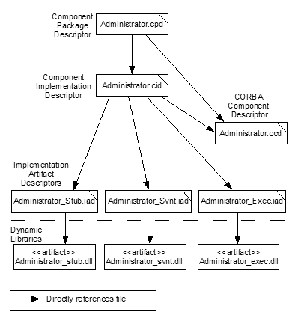 Component
Package
Descriptor
Administrator.cpd
Component
Implementation
Descriptor
Administrator.cid
CORBA
Component
Descriptor
Administrator.ccd
Implementation
Artifact
Descriptors
Administrator_Stub.iad
Administrator_Svnt.iad
Administrator_Exec.iad
Dynamic
Libraries
<<artifact>>
Administrator_stub.dll
<<artifact>>
Administrator_svnt.dll
<<artifact>>
Administrator_exec.dll
Directly references file